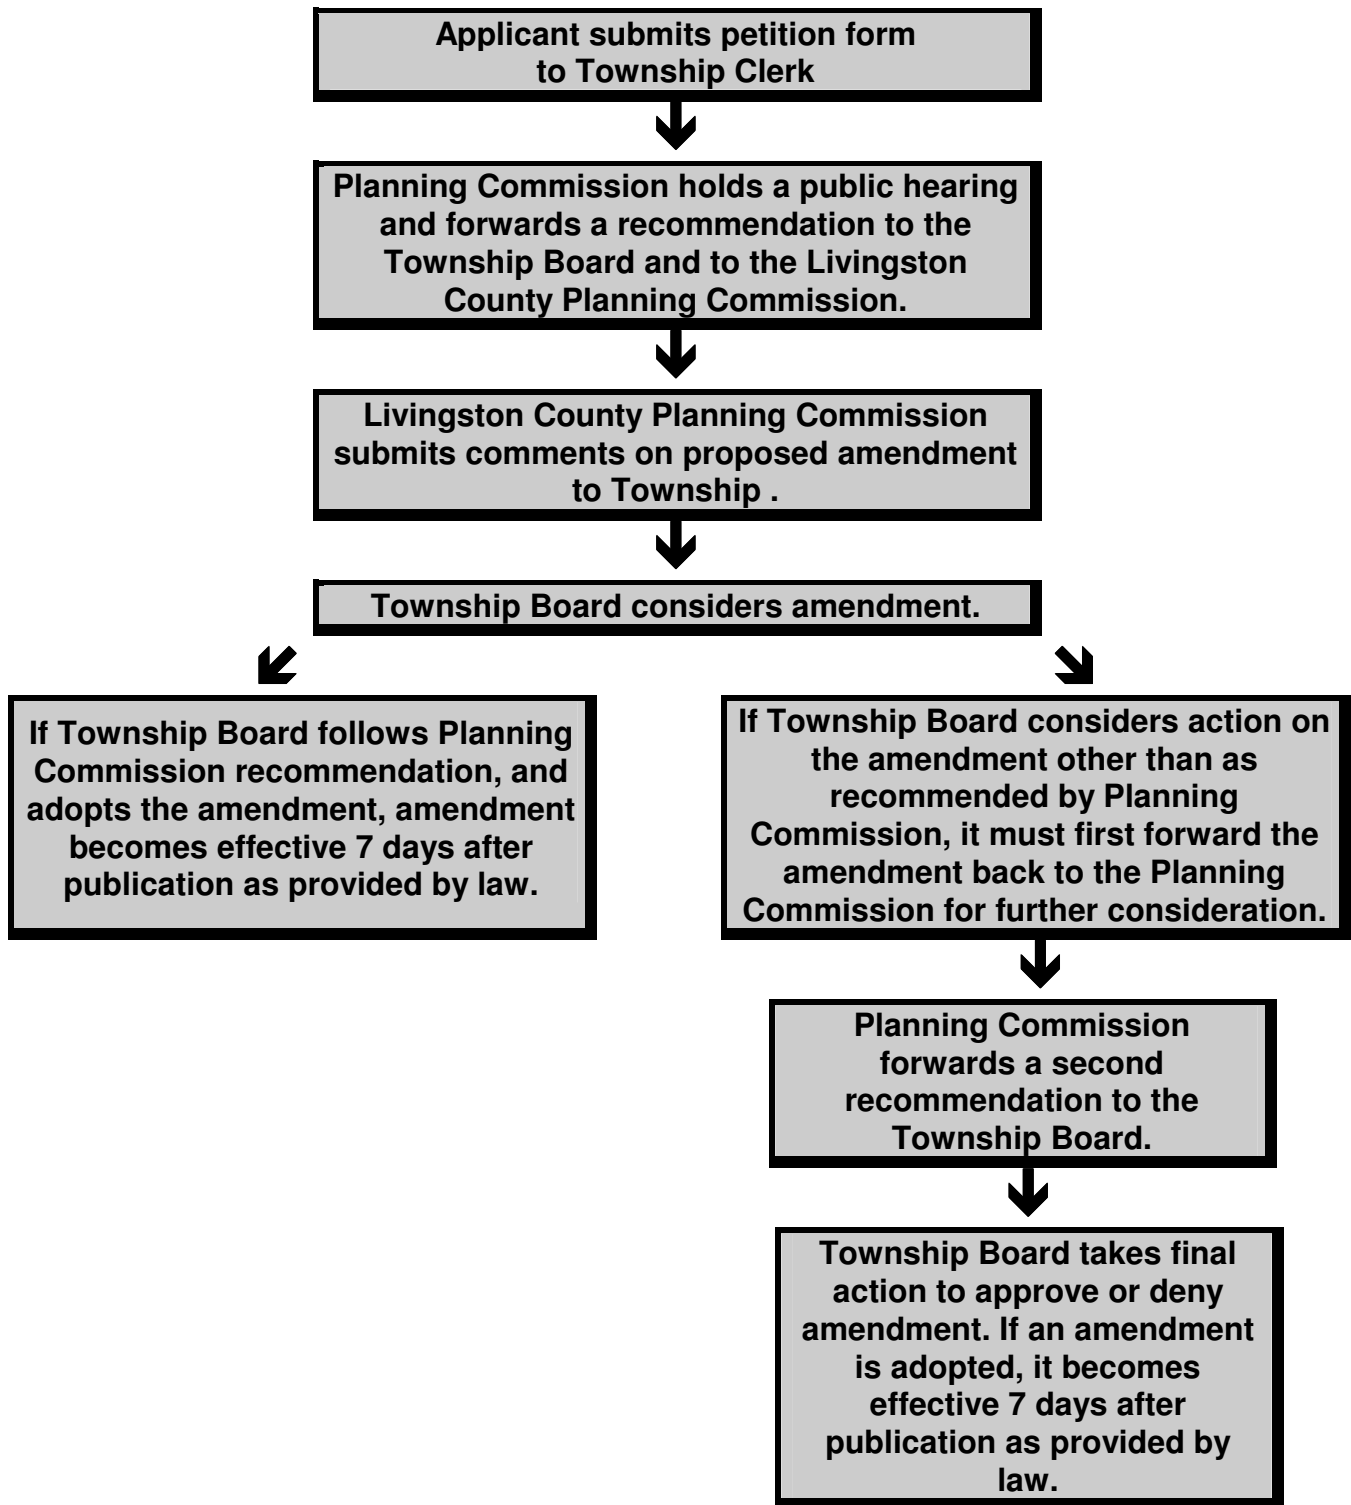 Applicant submits petition form
to Township Clerk
Planning Commission holds a public hearing
and forwards a recommendation to the
Township Board and to the Livingston
County Planning Commission.
Livingston County Planning Commission
submits comments on proposed amendment
to Township .
Township Board considers amendment.
If Township Board follows Planning
Commission recommendation, and
adopts the amendment, amendment
becomes effective 7 days after
publication as provided by law.
If Township Board considers action on
the amendment other than as
recommended by Planning
Commission, it must first forward the
amendment back to the Planning
Commission for further consideration.
Planning Commission
forwards a second
recommendation to the
Township Board.
Township Board takes final
action to approve or deny
amendment. If an amendment
is adopted, it becomes
effective 7 days after
publication as provided by
law.